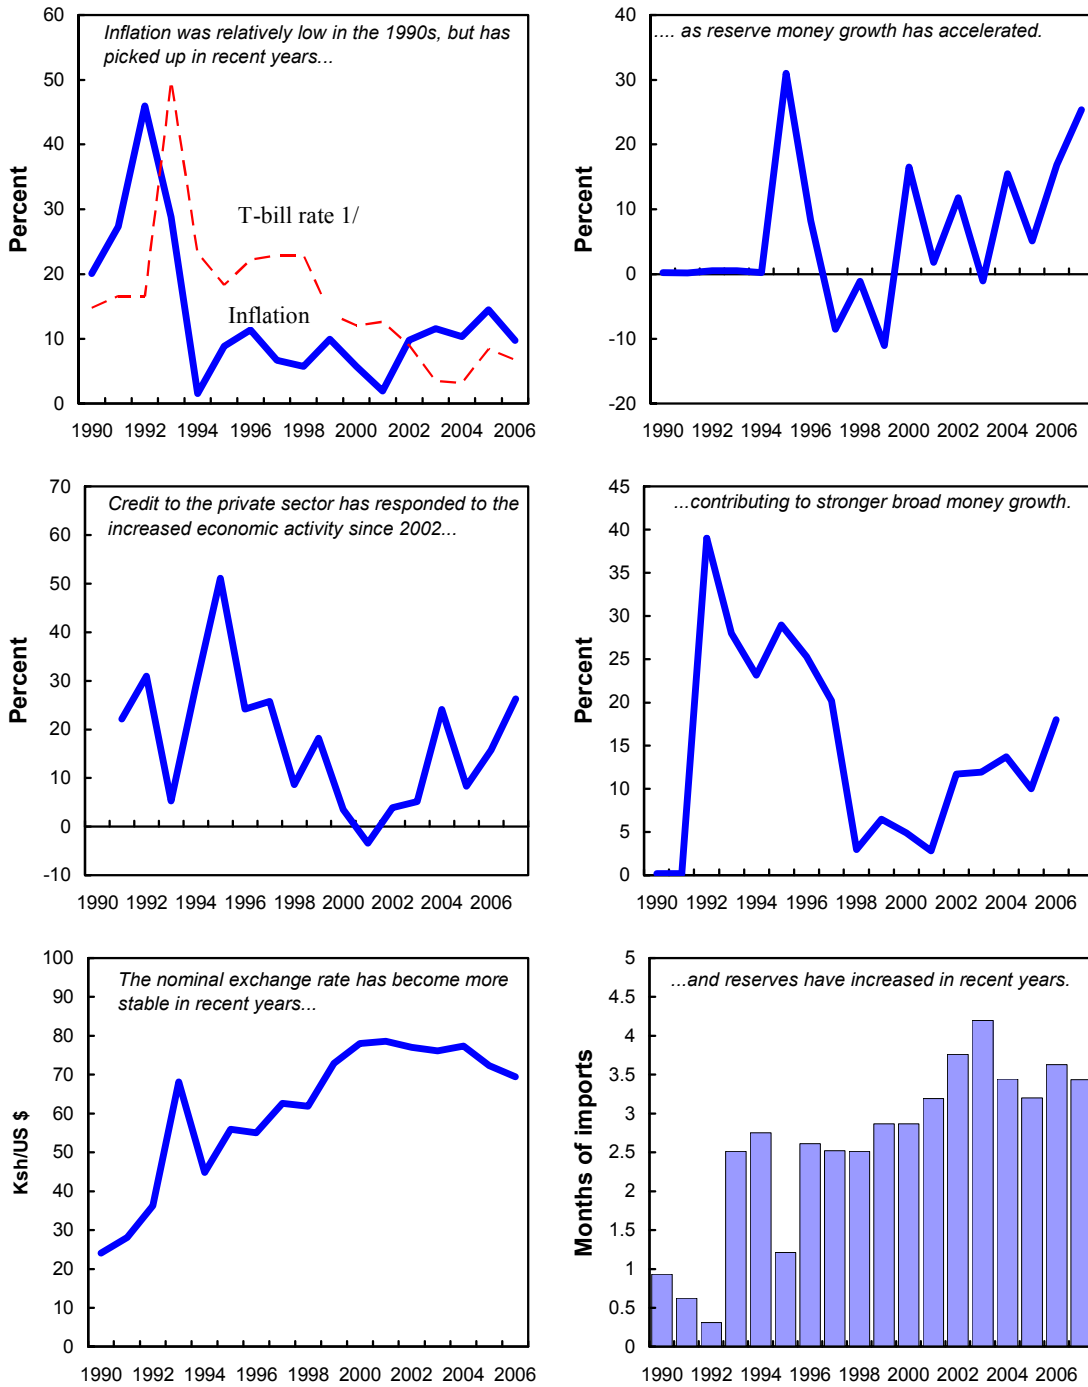 Inflation was relatively low in the 1990s, but has
picked up in recent years...
Percent
60
50
40
30
20
10
0
T-bill rate 1/
Inflation
1990 1992 1994 1996 1998 2000 2002 2004 2006
.... as reserve money growth has accelerated.
Percent
40
30
20
10
0
-10
-20
1990 1992 1994 1996 1998 2000 2002 2004 2006
Credit to the private sector has responded to the
increased economic activity since 2002...
Percent
70
60
50
40
30
20
10
0
-10
1990 1992 1994 1996 1998 2000 2002 2004 2006
...contributing to stronger broad money growth.
Percent
45
40
35
30
25
20
15
10
5
0
1990 1992 1994 1996 1998 2000 2002 2004 2006
The nominal exchange rate has become more
stable in recent years...
Ksh/US $
100
90
80
70
60
50
40
30
20
10
0
1990 1992 1994 1996 1998 2000 2002 2004 2006
...and reserves have increased in recent years.
Months of imports
5
4.5
4
3.5
3
2.5
2
1.5
1
0.5
0
1990 1992 1994 1996 1998 2000 2002 2004 2006